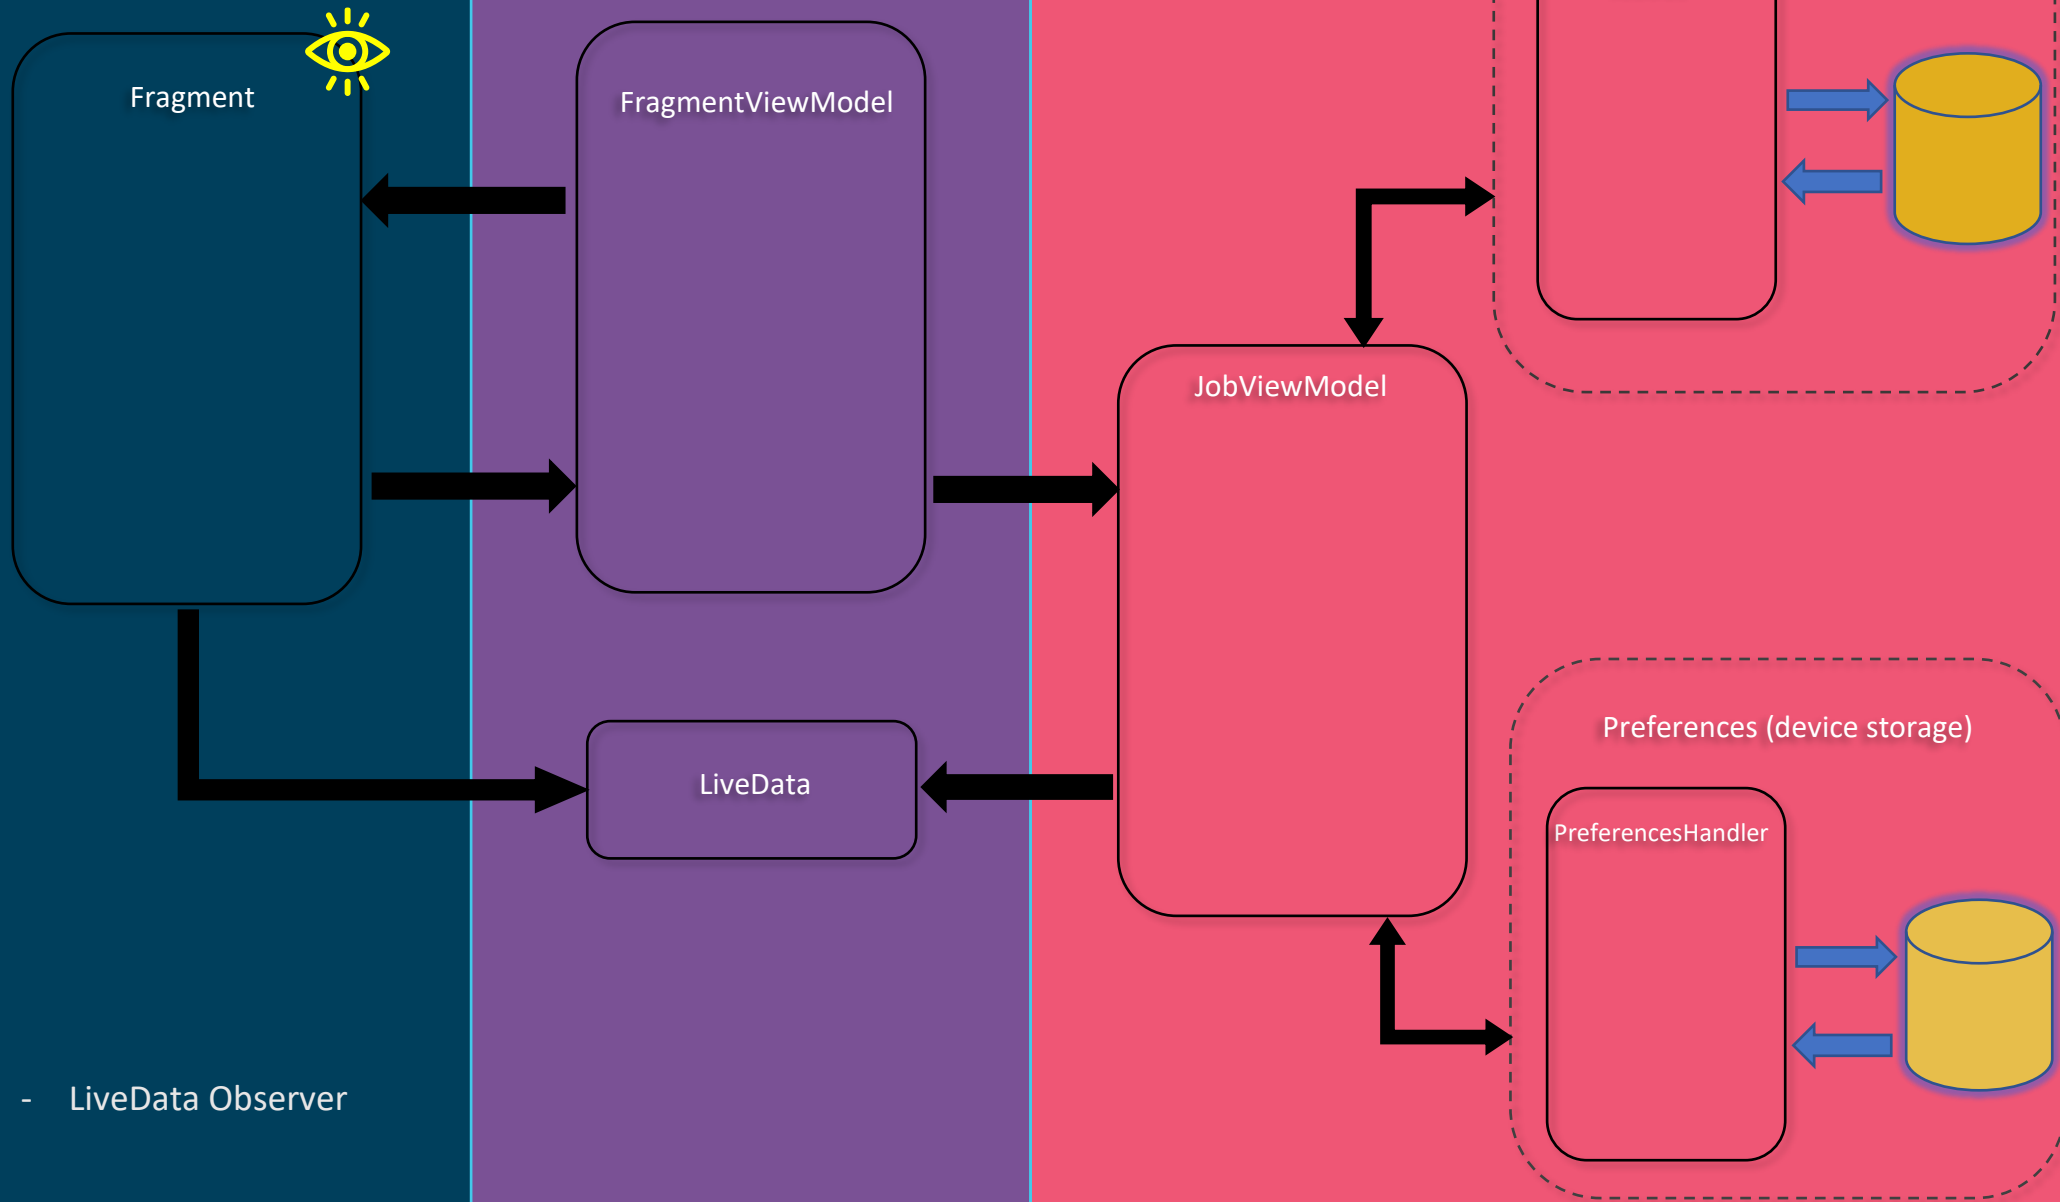 Fragment
FragmentViewModel
JobViewModel
Preferences (device storage)
LiveData
PreferencesHandler
- LiveData Observer